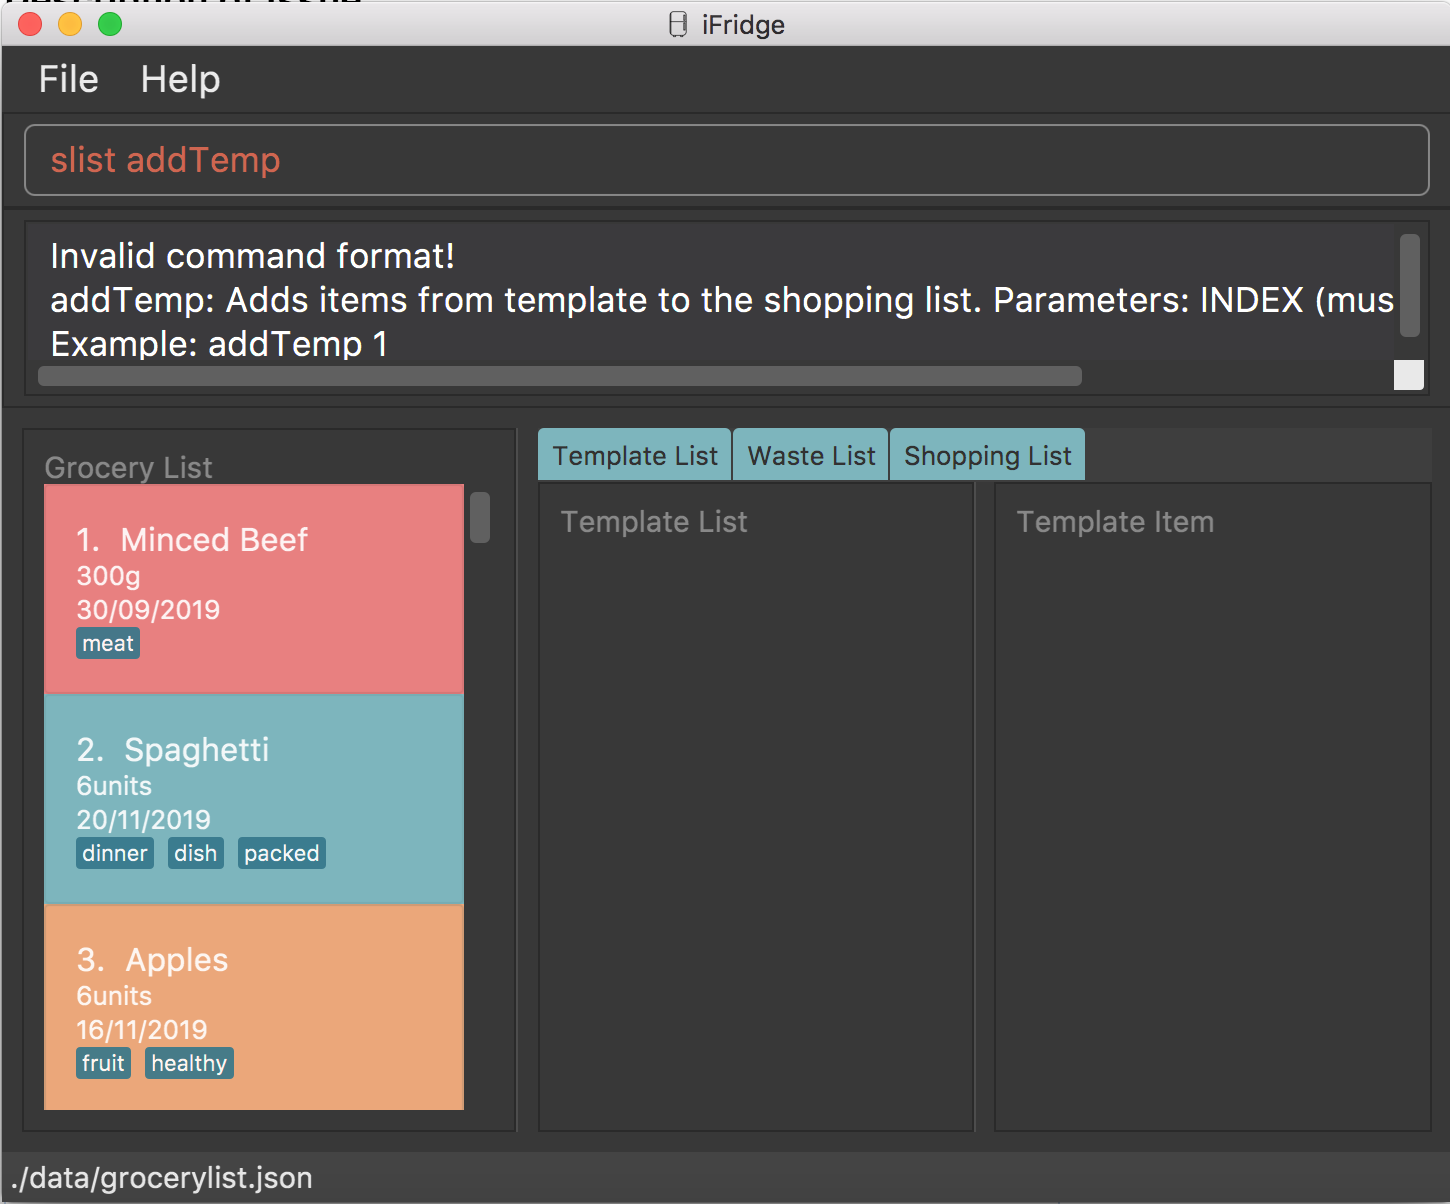 iFridge
File Help
slist addTemp
Invalid command format!
addTemp: Adds items from template to the shopping list. Parameters: INDEX (mus
Example: addTemp 1
Grocery List
1. Minced Beef
300g
30/09/2019
meat
2. Spaghetti
6units
20/11/2019
dinner dish packed
3. Apples
6units
16/11/2019
fruit healthy
Template List Waste List Shopping List
Template List
Template Item
./data/grocerylist.json